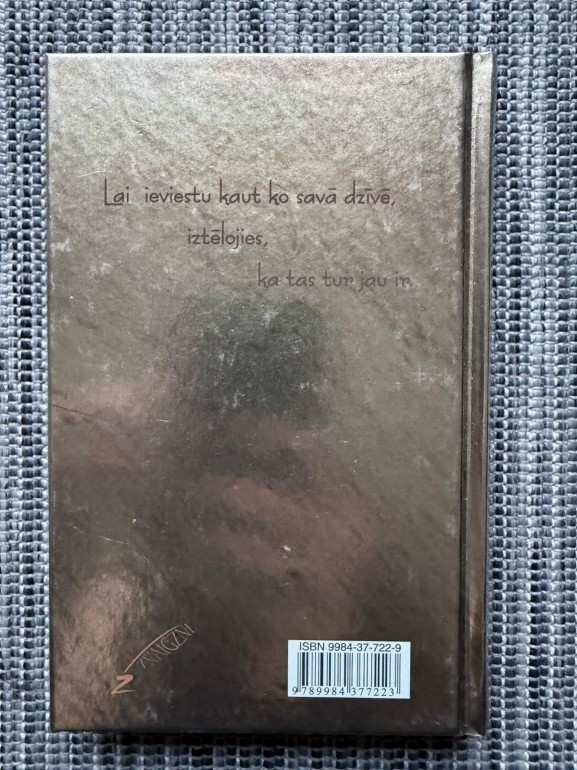 Lai ieviestu kaut ko savā dzīvē,
iztēlojies,
ka tas tur jau ir.
ISBN 9984-37-722-9
9 789984 377223